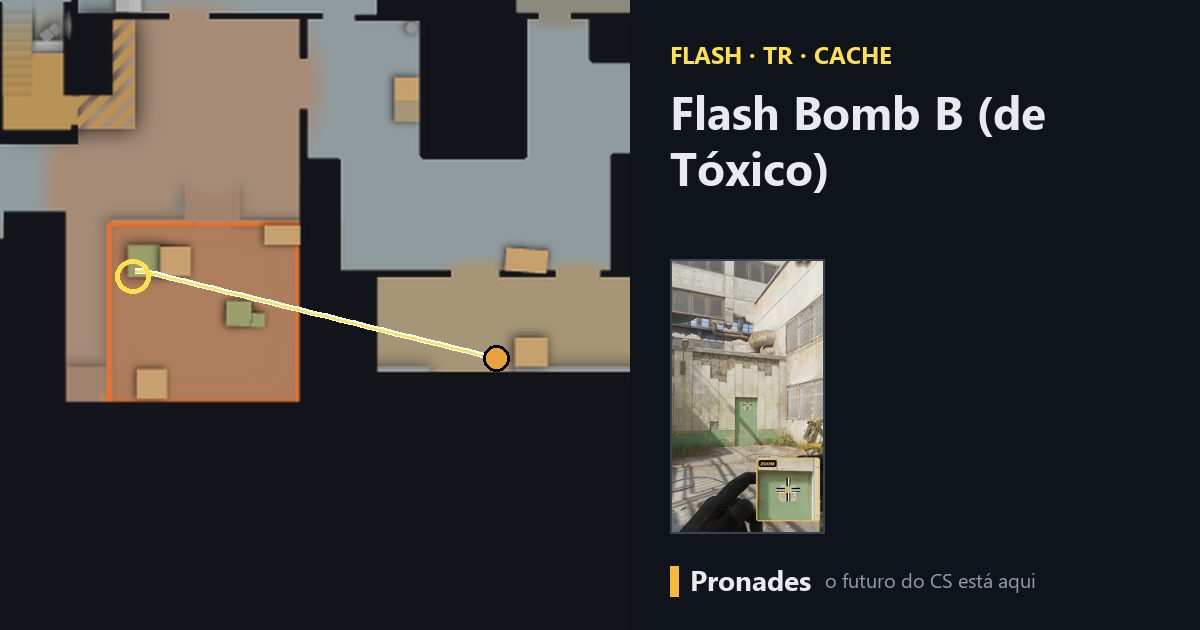 FLASH · TR · CACHE
Flash Bomb B (de
Tóxico)
ZOOM
Pronades o futuro do CS está aqui